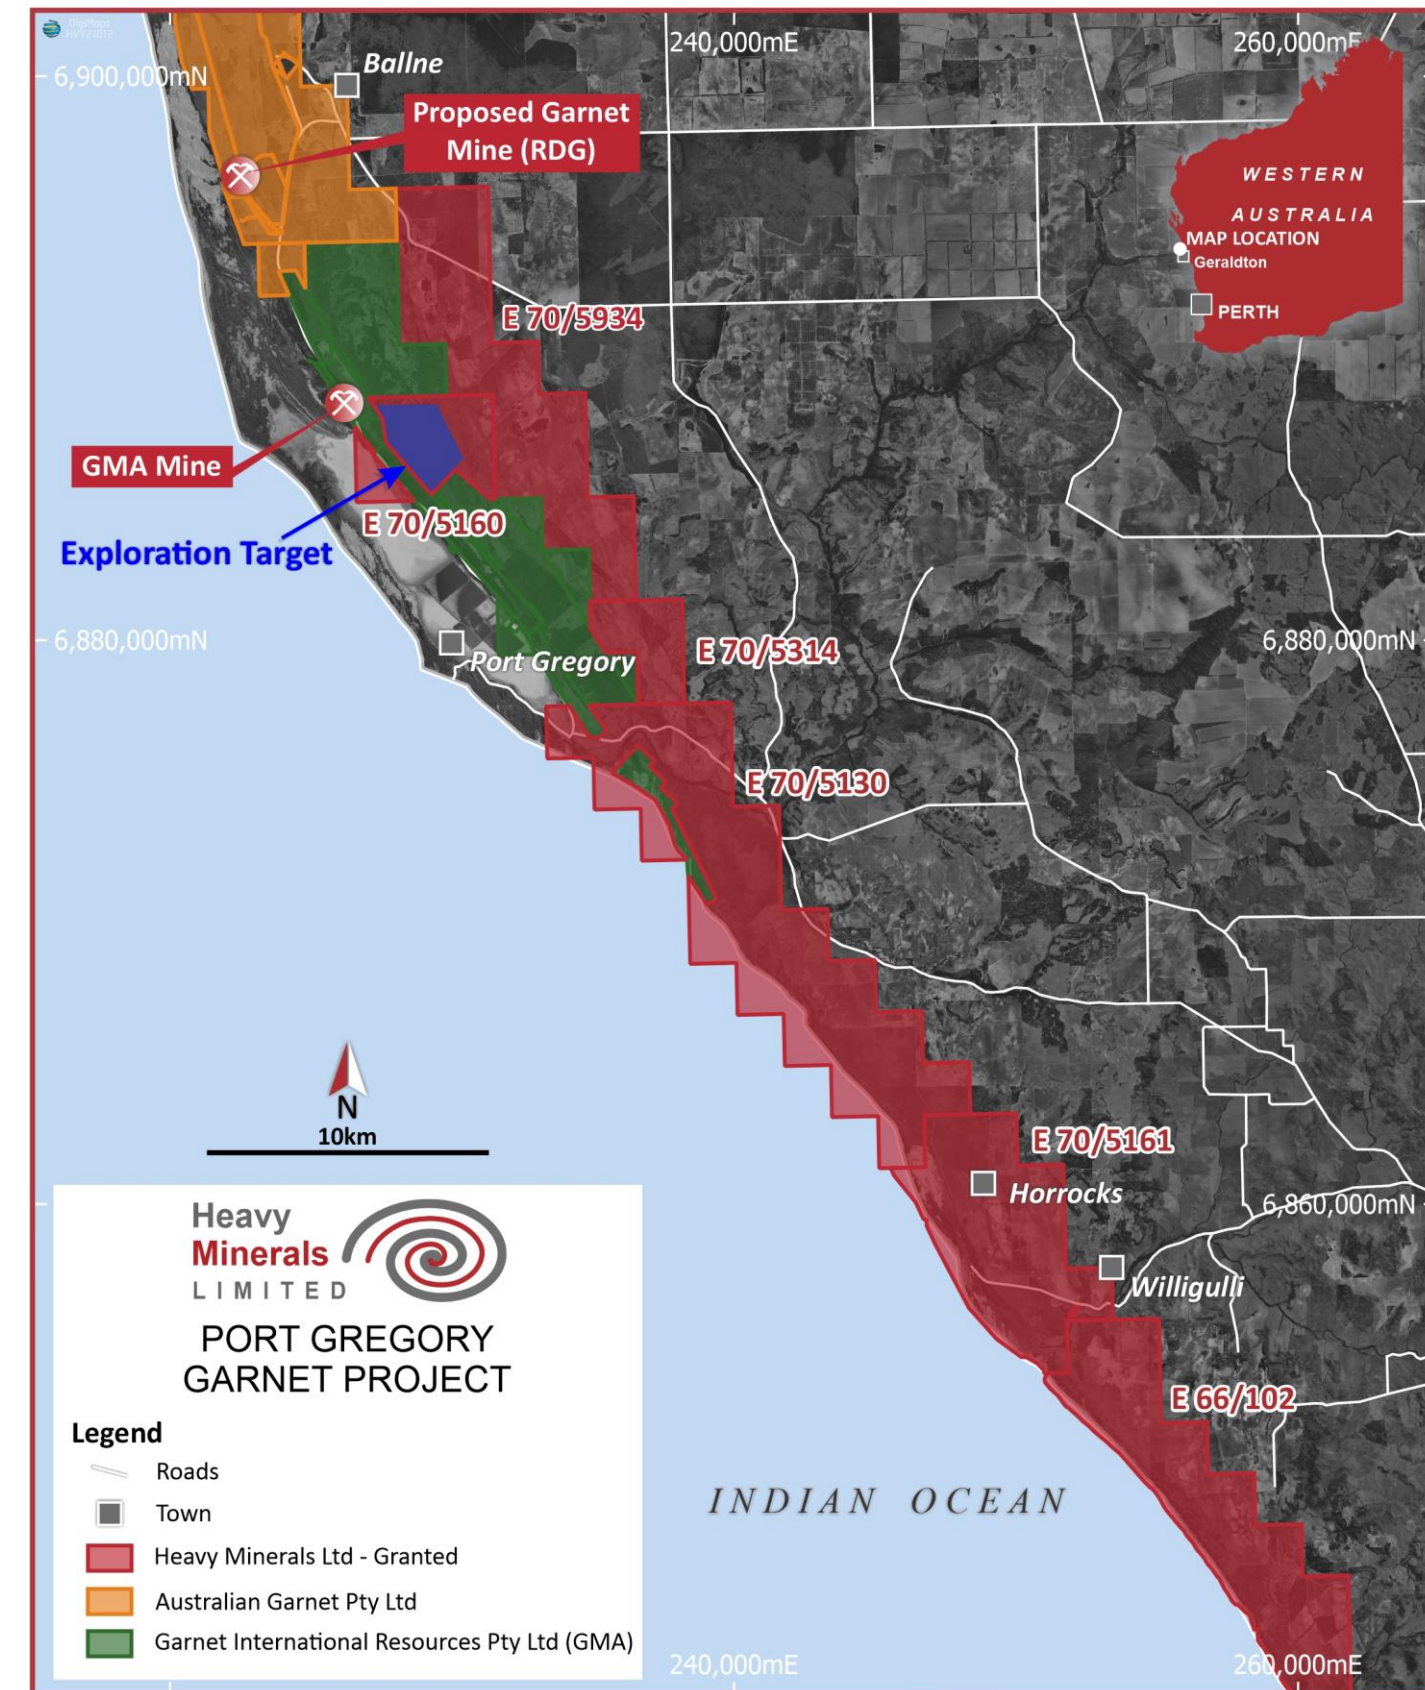 DigiMaps
HVY21012
240,000mE
260,000mE
6,900,000mN
Ballne
Proposed Garnet
Mine (RDG)
WESTERN
AUSTRALIA
MAP LOCATION
Geraldton
PERTH
E 70/5934
GMA Mine
E 70/5160
Exploration Target
6,880,000mN
6,880,000mN
Port Gregory
E 70/5314
E 70/5130
N
10km
E 70/5161
Horrocks
6,860,000mN
Willigulli
E 66/102
INDIAN OCEAN
Heavy
Minerals
LIMITED
PORT GREGORY
GARNET PROJECT
Legend
Roads
Town
Heavy Minerals Ltd - Granted
Australian Garnet Pty Ltd
Garnet International Resources Pty Ltd (GMA)
240,000mE
260,000mE